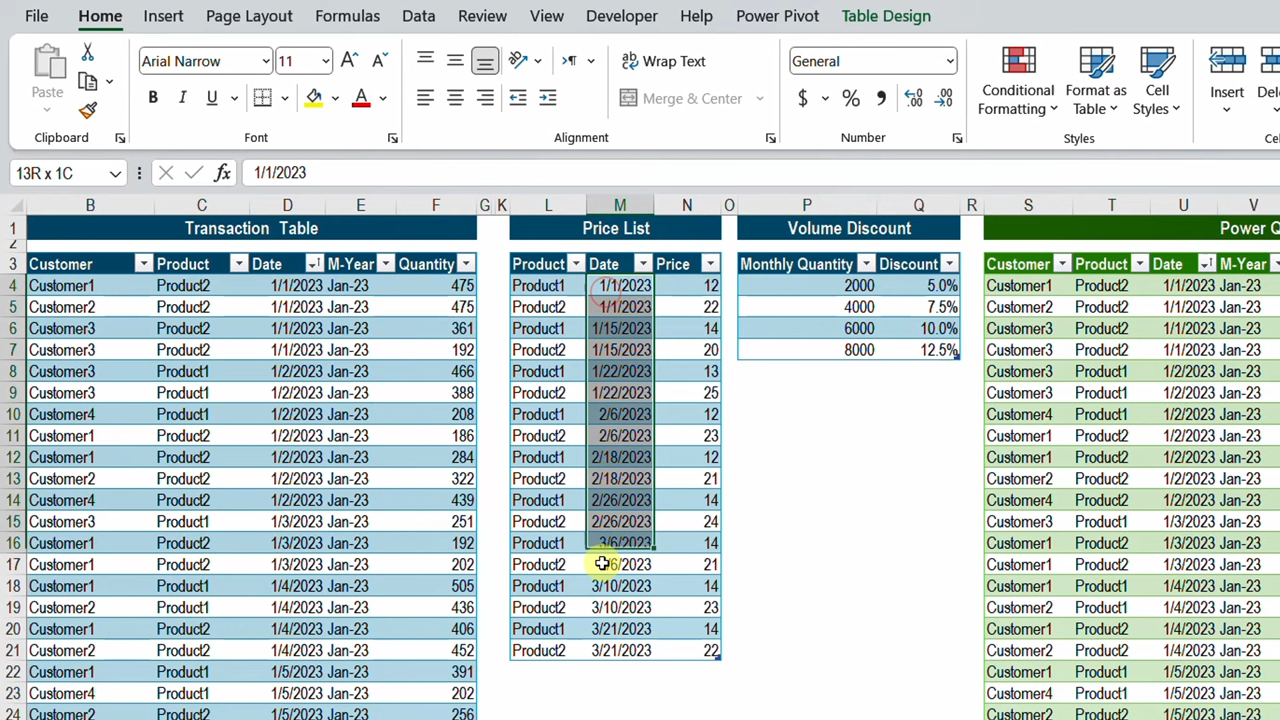 File Home Insert Page Layout Formulas Data Review View Developer Help Power Pivot Table Design
Arial Narrow 11 Wrap Text General
Paste Merge & Center $ % Conditional Formatting Format as Table Cell Styles Insert
Clipboard Font Alignment Number Styles
13R x 1C fx 1/1/2023
B C D E F G K L M N O P Q R S T U V
1 Transaction Table Price List Volume Discount
2
3 Customer Product Date M-Year Quantity Product Date Price Monthly Quantity Discount Customer Product Date M-Year
4 Customer1 Product2 1/1/2023 Jan-23 475 Product1 1/1/2023 12 2000 5.0% Customer1 Product2 1/1/2023 Jan-23
5 Customer2 Product2 1/1/2023 Jan-23 475 Product2 1/1/2023 22 4000 7.5% Customer2 Product2 1/1/2023 Jan-23
6 Customer3 Product2 1/1/2023 Jan-23 361 Product1 1/15/2023 14 6000 10.0% Customer3 Product2 1/1/2023 Jan-23
7 Customer3 Product2 1/1/2023 Jan-23 192 Product2 1/15/2023 20 8000 12.5% Customer3 Product2 1/1/2023 Jan-23
8 Customer3 Product1 1/2/2023 Jan-23 466 Product1 1/22/2023 13 Customer3 Product1 1/2/2023 Jan-23
9 Customer3 Product2 1/2/2023 Jan-23 388 Product2 1/22/2023 25 Customer3 Product2 1/2/2023 Jan-23
10 Customer4 Product1 1/2/2023 Jan-23 208 Product1 2/6/2023 12 Customer4 Product1 1/2/2023 Jan-23
11 Customer1 Product2 1/2/2023 Jan-23 186 Product2 2/6/2023 23 Customer1 Product2 1/2/2023 Jan-23
12 Customer1 Product2 1/2/2023 Jan-23 284 Product1 2/18/2023 12 Customer1 Product2 1/2/2023 Jan-23
13 Customer2 Product2 1/2/2023 Jan-23 322 Product2 2/18/2023 21 Customer2 Product2 1/2/2023 Jan-23
14 Customer4 Product2 1/2/2023 Jan-23 439 Product1 2/26/2023 14 Customer4 Product2 1/2/2023 Jan-23
15 Customer3 Product1 1/3/2023 Jan-23 251 Product2 2/26/2023 24 Customer3 Product1 1/3/2023 Jan-23
16 Customer1 Product2 1/3/2023 Jan-23 192 Product1 3/6/2023 14 Customer1 Product2 1/3/2023 Jan-23
17 Customer1 Product2 1/3/2023 Jan-23 202 Product2 /6/2023 21 Customer1 Product2 1/3/2023 Jan-23
18 Customer1 Product1 1/4/2023 Jan-23 505 Product1 3/10/2023 14 Customer1 Product1 1/4/2023 Jan-23
19 Customer2 Product1 1/4/2023 Jan-23 436 Product2 3/10/2023 23 Customer2 Product1 1/4/2023 Jan-23
20 Customer1 Product2 1/4/2023 Jan-23 406 Product1 3/21/2023 14 Customer1 Product2 1/4/2023 Jan-23
21 Customer2 Product2 1/4/2023 Jan-23 452 Product2 3/21/2023 22 Customer2 Product2 1/4/2023 Jan-23
22 Customer1 Product2 1/5/2023 Jan-23 391 Customer1 Product2 1/5/2023 Jan-23
23 Customer4 Product1 1/5/2023 Jan-23 202 Customer4 Product1 1/5/2023 Jan-23
24 Customer2 Product2 1/5/2023 Jan-23 256 Customer2 Product2 1/5/2023 Jan-23